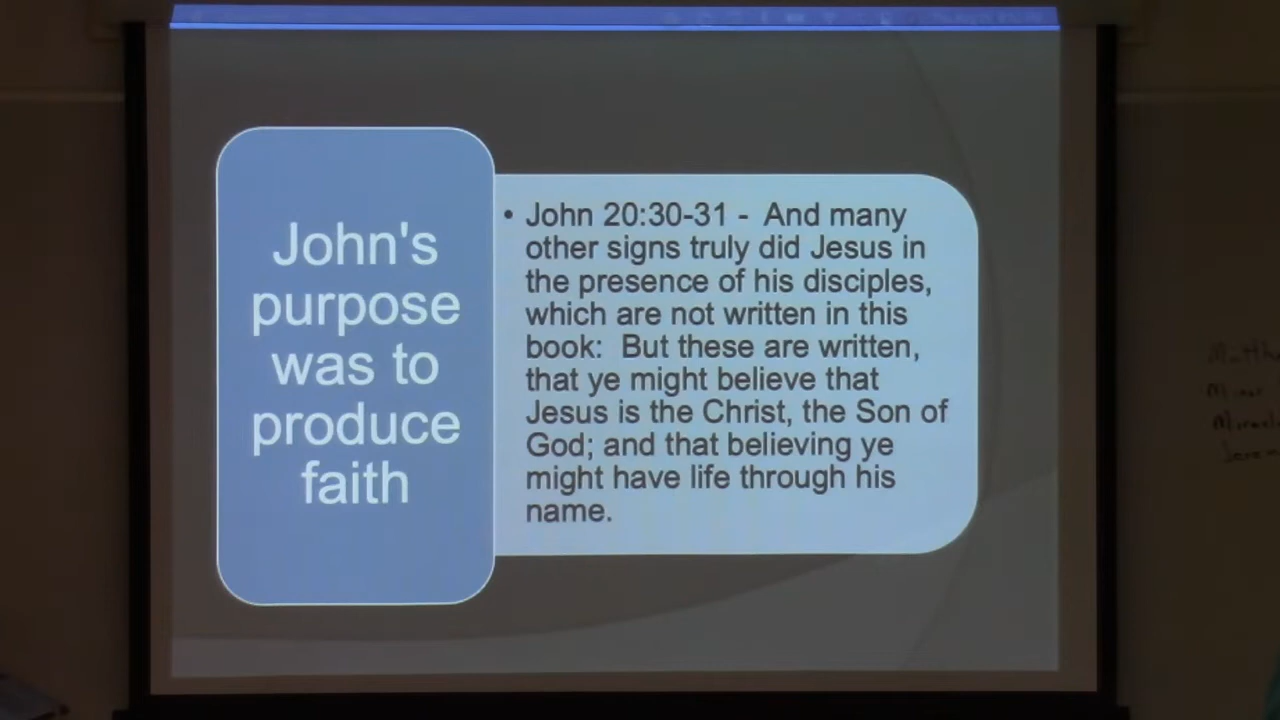 John's
purpose
was to
produce
faith
• John 20:30-31 - And many
other signs truly did Jesus in
the presence of his disciples,
which are not written in this
book: But these are written,
that ye might believe that
Jesus is the Christ, the Son of
God; and that believing ye
might have life through his
name.